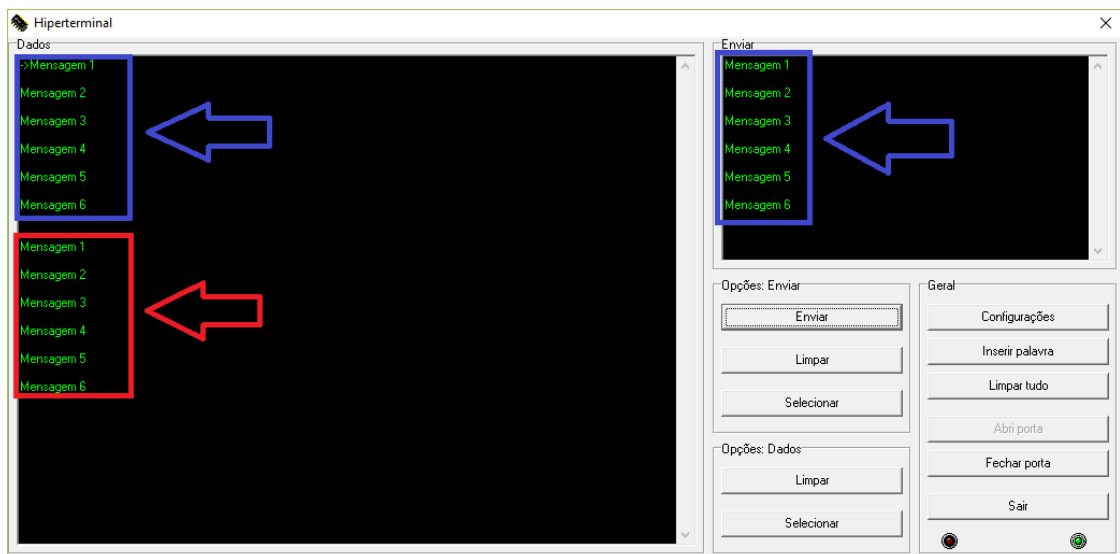 Hiperterminal
Dados
->Mensagem 1
Mensagem 2
Mensagem 3
Mensagem 4
Mensagem 5
Mensagem 6
Mensagem 1
Mensagem 2
Mensagem 3
Mensagem 4
Mensagem 5
Mensagem 6
Enviar
Mensagem 1
Mensagem 2
Mensagem 3
Mensagem 4
Mensagem 5
Mensagem 6
Opções: Enviar
Enviar
Limpar
Selecionar
Opções: Dados
Limpar
Selecionar
Geral
Configurações
Inserir palavra
Limpar tudo
Abri porta
Fechar porta
Sair